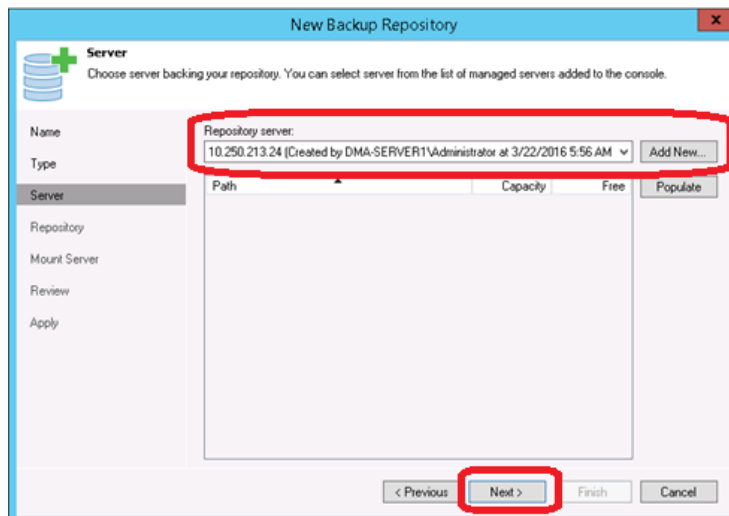 New Backup Repository
x
Server
Choose server backing your repository. You can select server from the list of managed servers added to the console.
Name
Type
Server
Repository
Mount Server
Review
Apply
Repository server:
10.250.213.24 (Created by DMA-SERVER1\Administrator at 3/22/2016 5:56 AM
Add New...
Path Capacity Free
Populate
< Previous Next > Finish Cancel